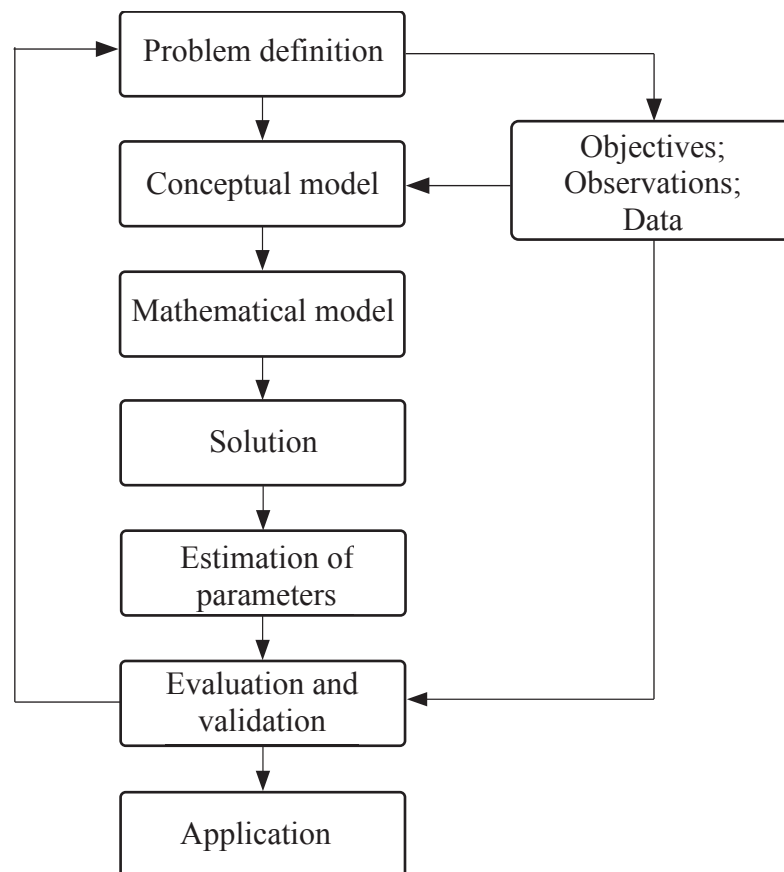 Problem definition
Objectives;
Observations;
Data
Conceptual model
Mathematical model
Solution
Estimation of
parameters
Evaluation and
validation
Application